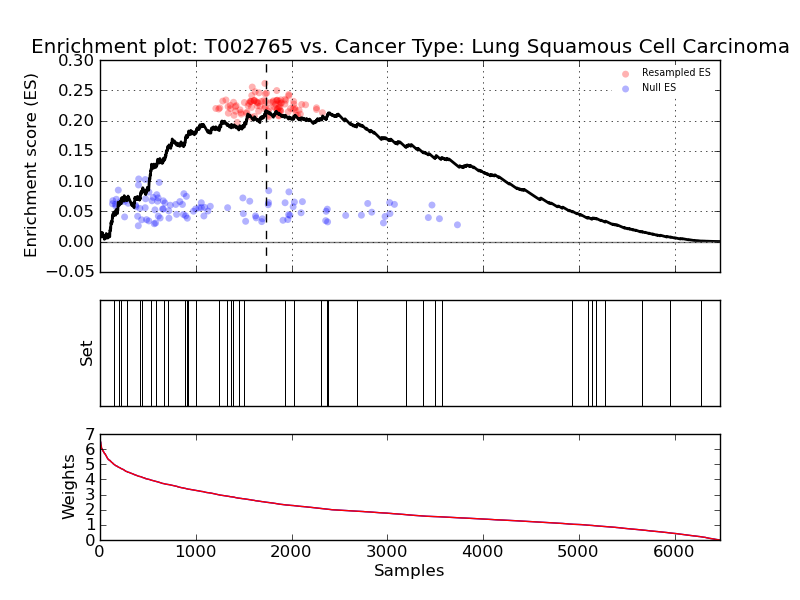 Enrichment plot: T002765 vs. Cancer Type: Lung Squamous Cell Carcinoma
Enrichment score (ES)
0.30
0.25
0.20
0.15
0.10
0.05
0.00
−0.05
Resampled ES
Null ES
Set
Weights
7
6
5
4
3
2
1
0
0 1000 2000 3000 4000 5000 6000
Samples